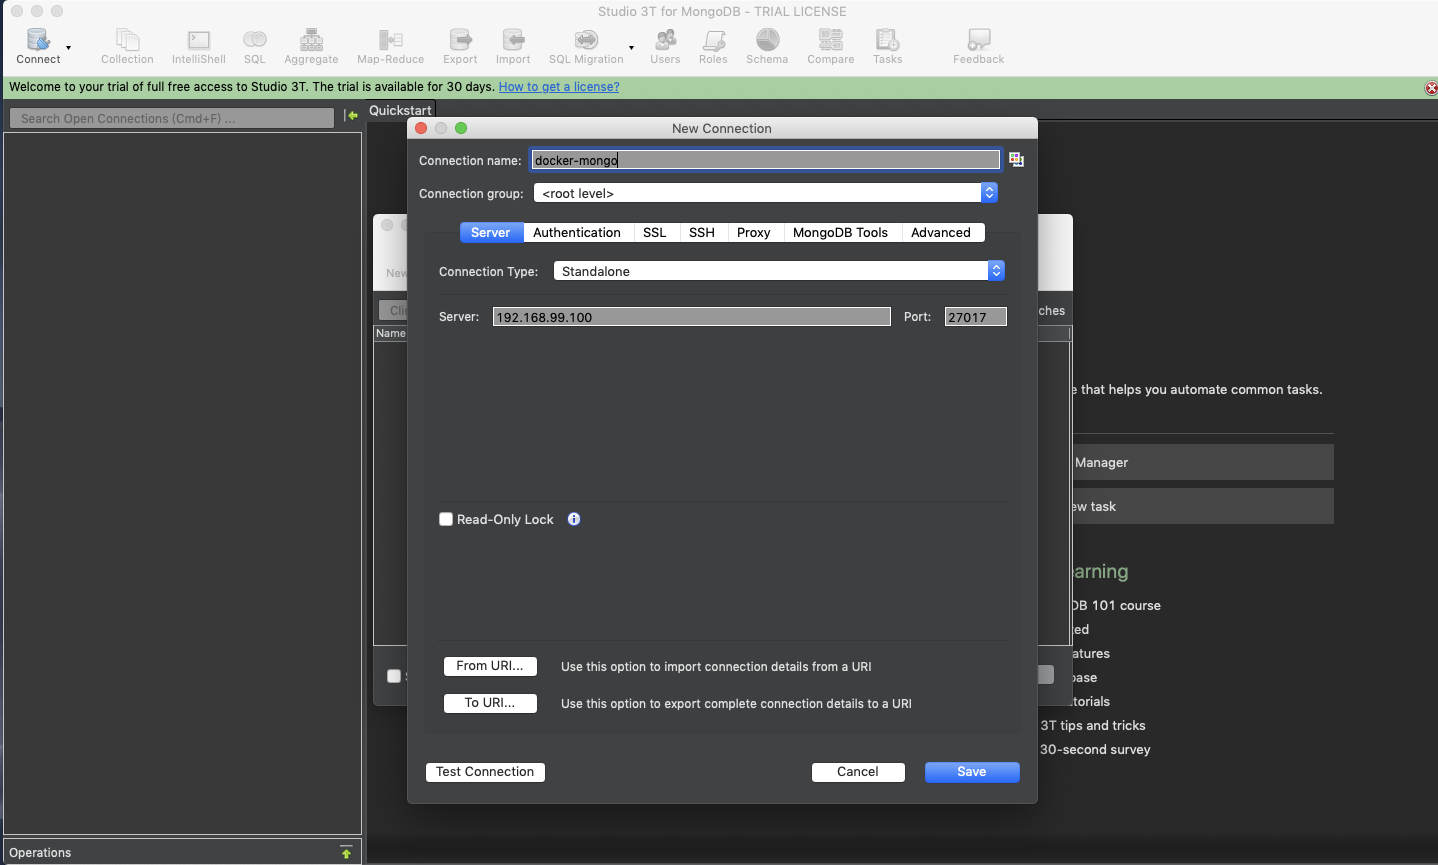 Studio 3T for MongoDB - TRIAL LICENSE
Connect Collection IntelliShell SQL Aggregate Map-Reduce Export Import SQL Migration Users Roles Schema Compare Tasks Feedback
Welcome to your trial of full free access to Studio 3T. The trial is available for 30 days. How to get a license?
Search Open Connections (Cmd+F) ...
Quickstart
New Connection
Connection name: docker-mongo
Connection group: <root level>
Server Authentication SSL SSH Proxy MongoDB Tools Advanced
New
Connection Type: Standalone
Cli
Server: 192.168.99.100 Port: 27017
ches
Name
e that helps you automate common tasks.
Manager
ew task
Read-Only Lock
earning
DB 101 course
ted
atures
base
torials
3T tips and tricks
30-second survey
From URI... Use this option to import connection details from a URI
To URI... Use this option to export complete connection details to a URI
Test Connection Cancel Save
Operations